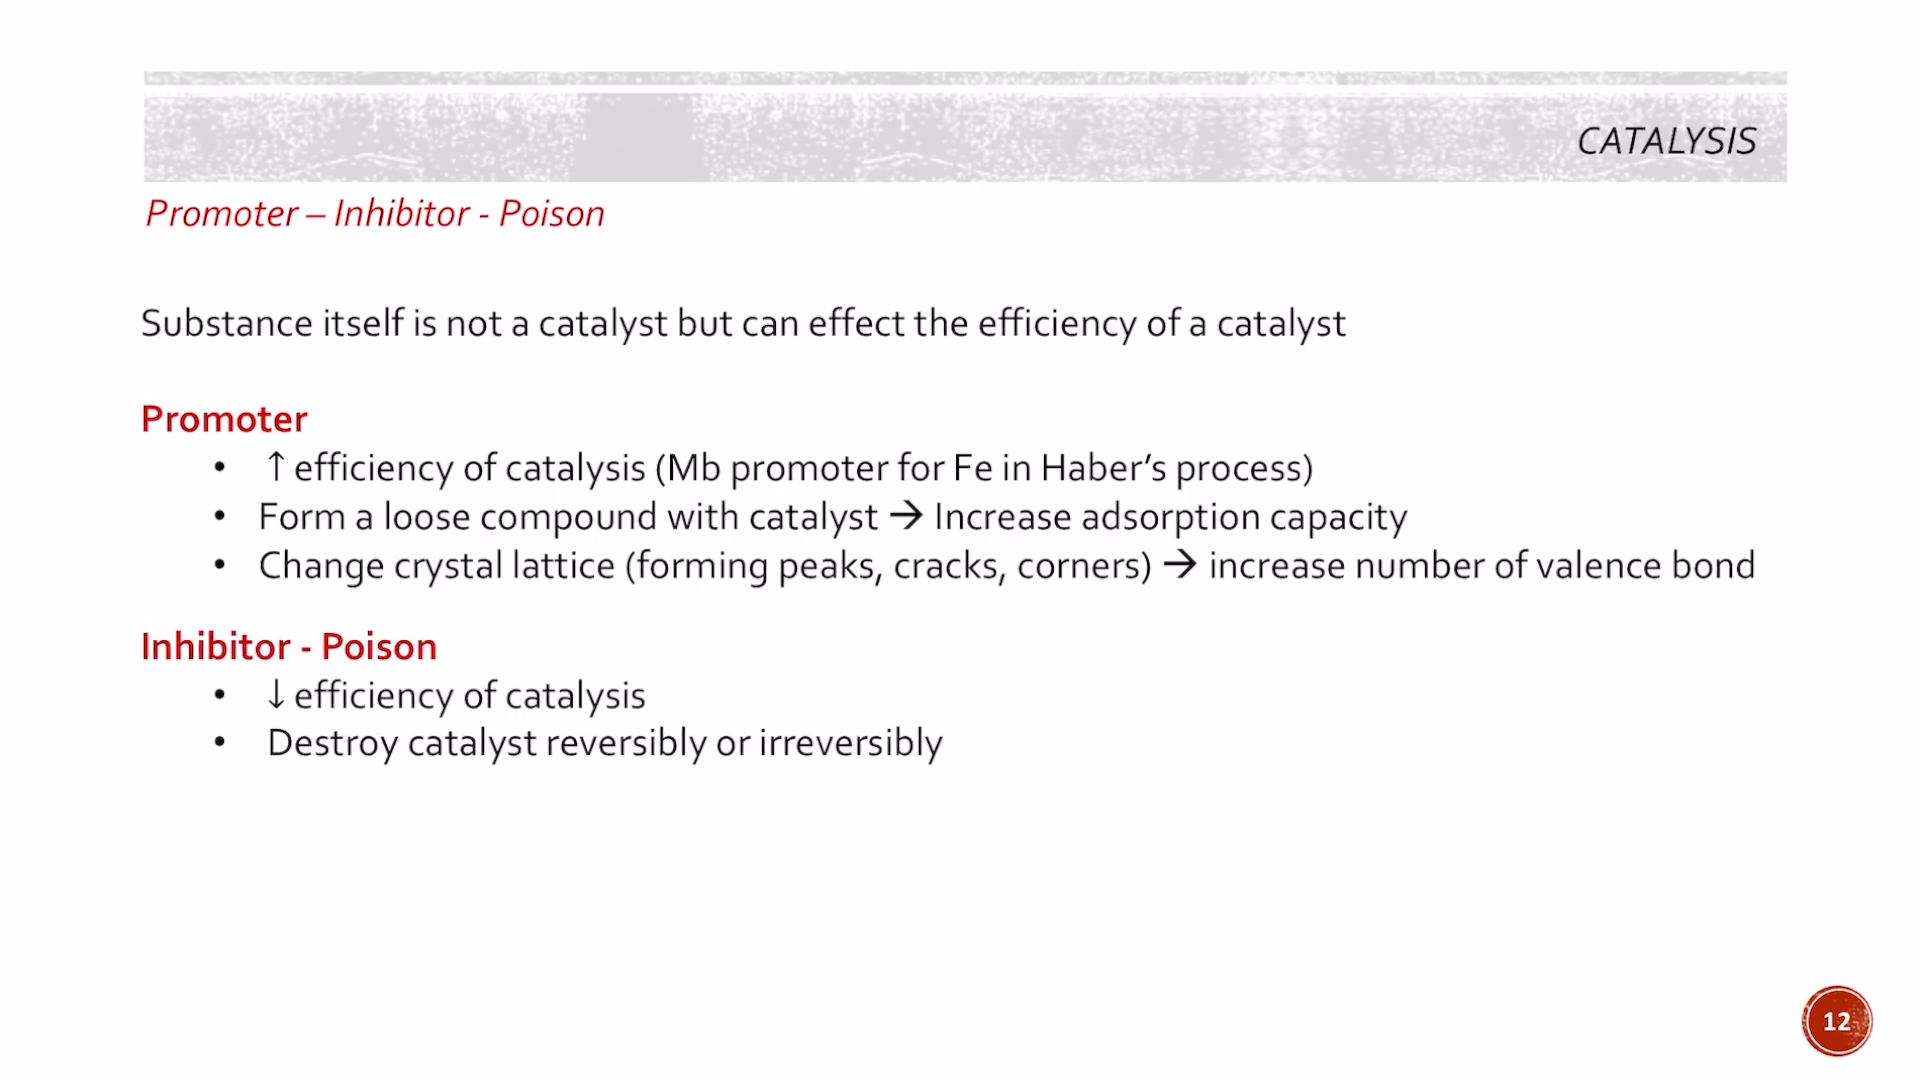 CATALYSIS
Promoter – Inhibitor - Poison
Substance itself is not a catalyst but can effect the efficiency of a catalyst
Promoter
• ↑ efficiency of catalysis (Mb promoter for Fe in Haber’s process)
• Form a loose compound with catalyst → Increase adsorption capacity
• Change crystal lattice (forming peaks, cracks, corners) → increase number of valence bond
Inhibitor - Poison
• ↓ efficiency of catalysis
• Destroy catalyst reversibly or irreversibly
12